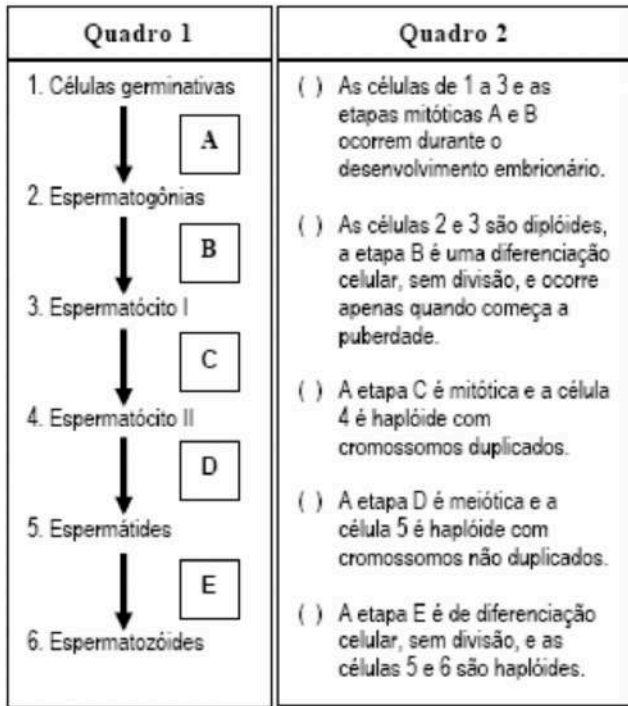 Quadro 1
1. Células germinativas
A
2. Espermatogônias
B
3. Espermatócito I
C
4. Espermatócito II
D
5. Espermátides
E
6. Espermatozóides
Quadro 2
( ) As células de 1 a 3 e as
etapas mitóticas A e B
ocorrem durante o
desenvolvimento embrionário.
( ) As células 2 e 3 são diplóides,
a etapa B é uma diferenciação
celular, sem divisão, e ocorre
apenas quando começa a
puberdade.
( ) A etapa C é mitótica e a célula
4 é haplóide com
cromossomos duplicados.
( ) A etapa D é meiótica e a
célula 5 é haplóide com
cromossomos não duplicados.
( ) A etapa E é de diferenciação
celular, sem divisão, e as
células 5 e 6 são haplóides.